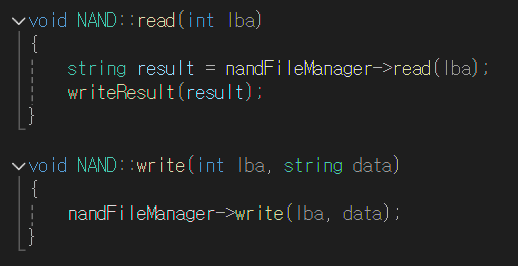 void NAND::read(int lba)
{
    string result = nandFileManager->read(lba);
    writeResult(result);
}

void NAND::write(int lba, string data)
{
    nandFileManager->write(lba, data);
}